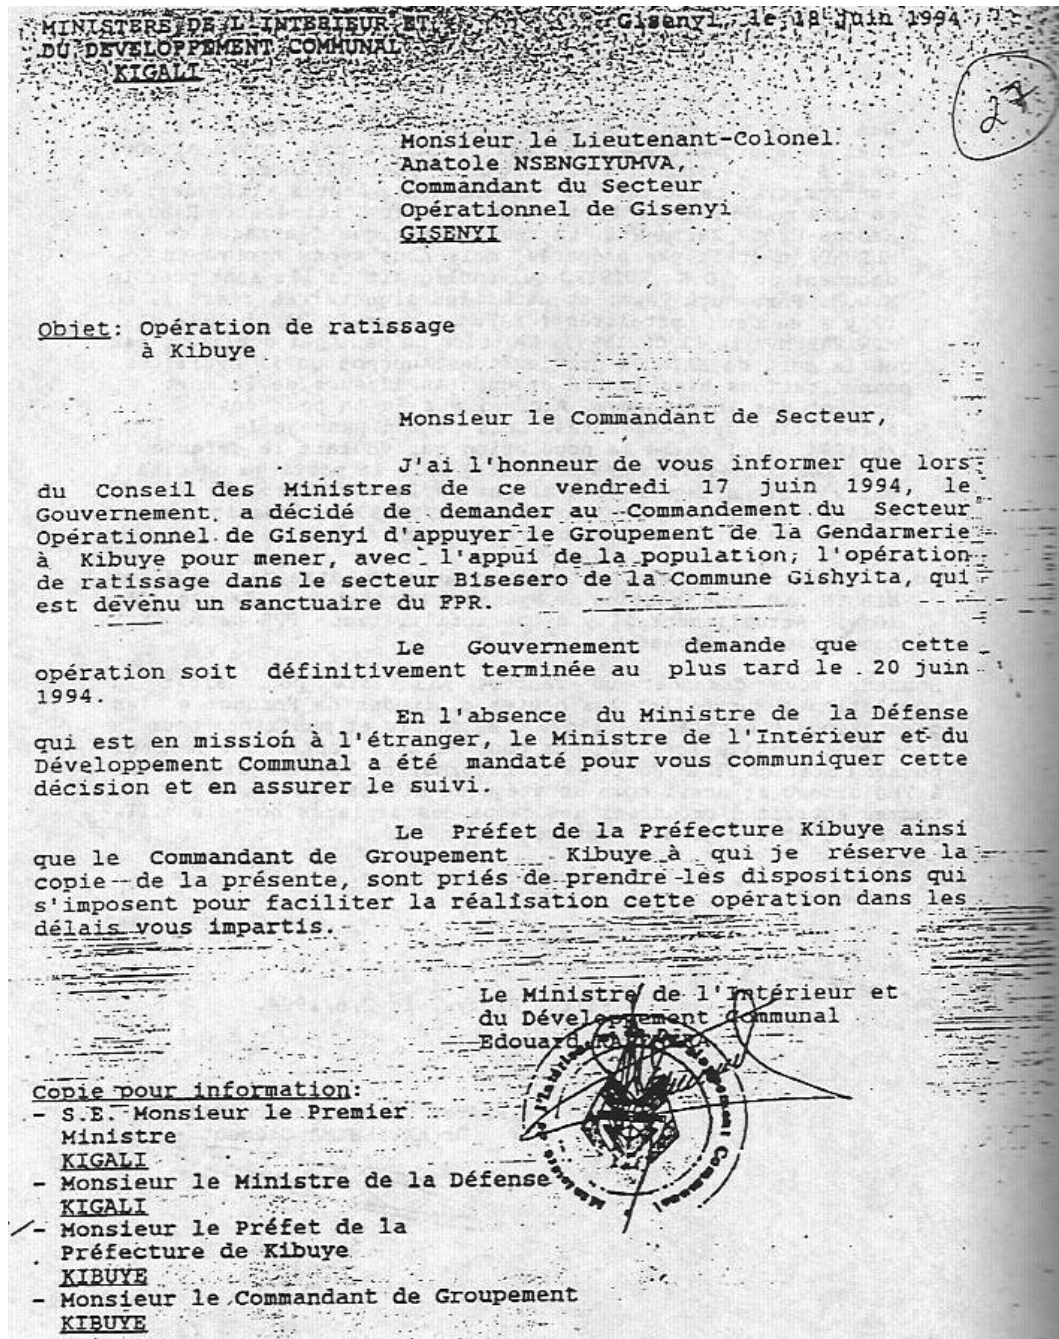 MINISTERE DE L'INTERIEUR ET
DU DEVELOPPEMENT COMMUNAL
KIGALI
Gisenyi, le 18 Juin 1994
27
Monsieur le Lieutenant-Colonel
Anatole NSENGIYUMVA,
Commandant du Secteur
Opérationnel de Gisenyi
GISENYI
Objet: Opération de ratissage
à Kibuye
Monsieur le Commandant de Secteur,
J'ai l'honneur de vous informer que lors
du Conseil des Ministres de ce vendredi 17 juin 1994, le
Gouvernement a décidé de demander au Commandement du Secteur
Opérationnel de Gisenyi d'appuyer le Groupement de la Gendarmerie
à Kibuye pour mener, avec l'appui de la population, l'opération
de ratissage dans le secteur Bisesero de la Commune Gishyita, qui
est devenu un sanctuaire du FPR.
Le Gouvernement demande que cette
opération soit définitivement terminée au plus tard le 20 juin
1994.
En l'absence du Ministre de la Défense
qui est en mission à l'étranger, le Ministre de l'Intérieur et du
Développement Communal a été mandaté pour vous communiquer cette
décision et en assurer le suivi.
Le Préfet de la Préfecture Kibuye ainsi
que le Commandant de Groupement Kibuye à qui je réserve la
copie de la présente, sont priés de prendre les dispositions qui
s'imposent pour faciliter la réalisation cette opération dans les
délais vous impartis.
Le Ministre de l'Intérieur et
du Développement Communal
Edouard
Copie pour information:
- S.E. Monsieur le Premier
Ministre
KIGALI
- Monsieur le Ministre de la Défense
KIGALI
- Monsieur le Préfet de la
Préfecture de Kibuye
KIBUYE
- Monsieur le Commandant de Groupement
KIBUYE